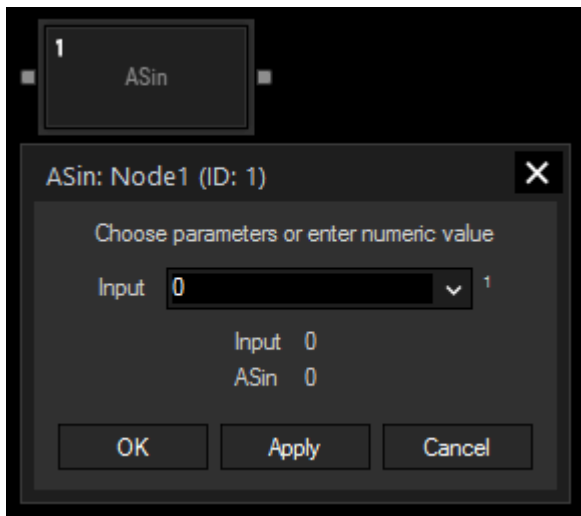 1
ASin
ASin: Node1 (ID: 1)
Choose parameters or enter numeric value
Input 0 1
Input 0
ASin 0
OK Apply Cancel